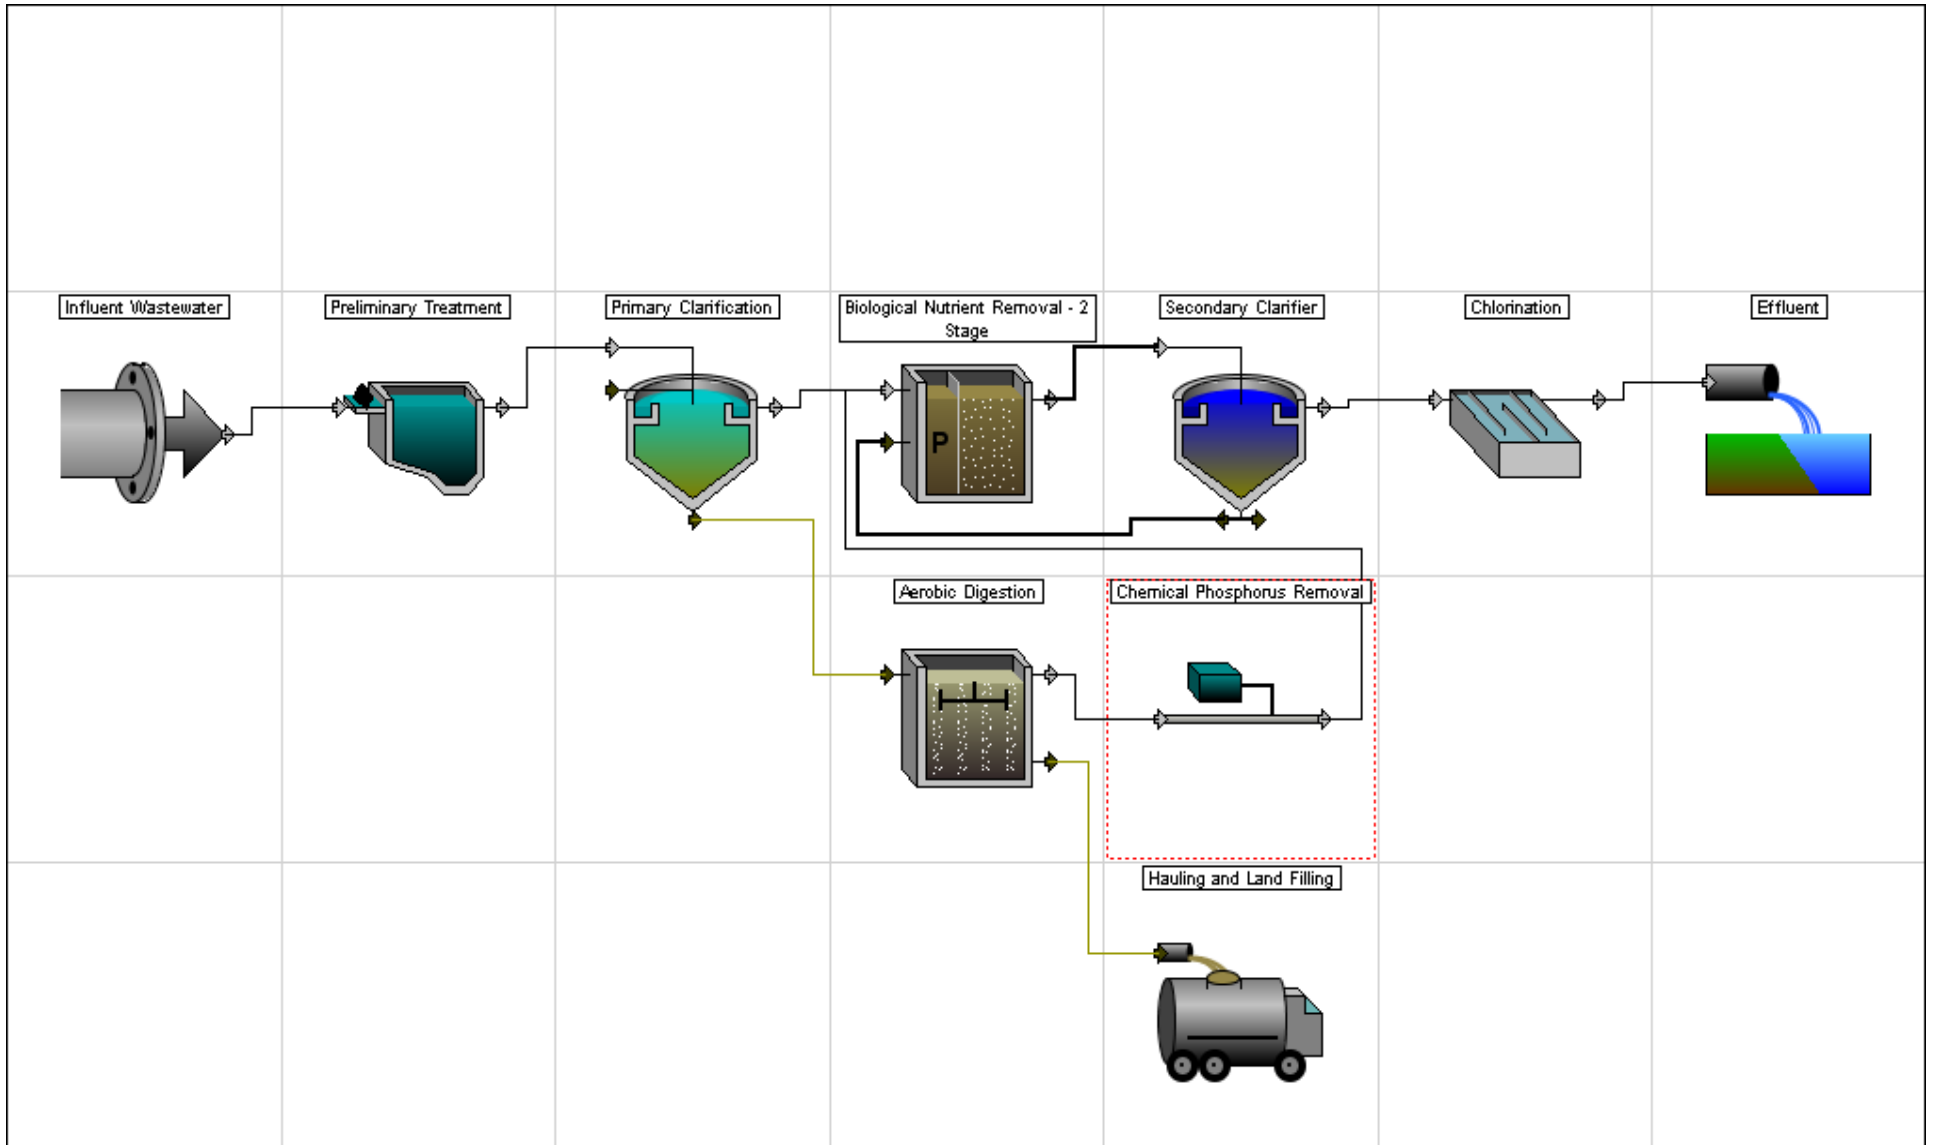 Influent Wastewater
Preliminary Treatment
Primary Clarification
Biological Nutrient Removal - 2
Stage
Secondary Clarifier
Chlorination
Effluent
P
Aerobic Digestion
Chemical Phosphorus Removal
Hauling and Land Filling